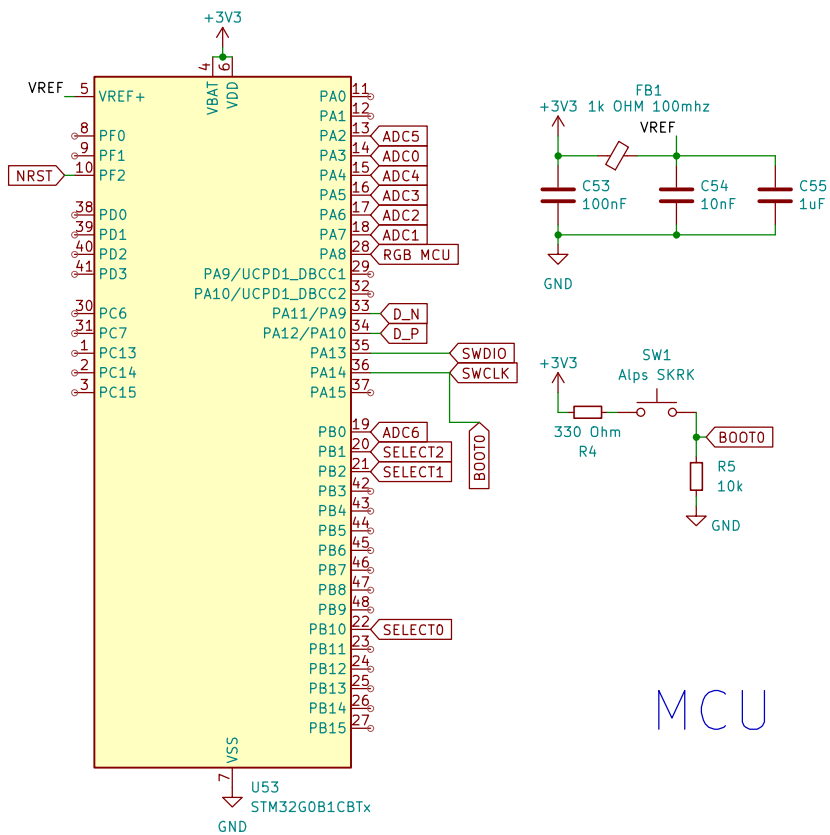 +3V3
4
6
VBAT
VDD
VREF
5
VREF+
8
PF0
9
PF1
NRST
10
PF2
38
PD0
39
PD1
40
PD2
41
PD3
30
PC6
31
PC7
1
PC13
2
PC14
3
PC15
PA0
11
PA1
12
PA2
13
ADC5
PA3
14
ADC0
PA4
15
ADC4
PA5
16
ADC3
PA6
17
ADC2
PA7
18
ADC1
PA8
28
RGB MCU
PA9/UCPD1_DBCC1
29
PA10/UCPD1_DBCC2
32
PA11/PA9
33
D_N
PA12/PA10
34
D_P
PA13
35
SWDIO
PA14
36
SWCLK
PA15
37
BOOT0
PB0
19
ADC6
PB1
20
SELECT2
PB2
21
SELECT1
PB3
42
PB4
43
PB5
44
PB6
45
PB7
46
PB8
47
PB9
48
PB10
22
SELECT0
PB11
23
PB12
24
PB13
25
PB14
26
PB15
27
VSS
7
U53
STM32G0B1CBTx
GND
FB1
+3V3
1k OHM 100mhz
VREF
C53
100nF
C54
10nF
C55
1uF
GND
+3V3
SW1
Alps SKRK
330 Ohm
R4
BOOT0
R5
10k
GND
MCU